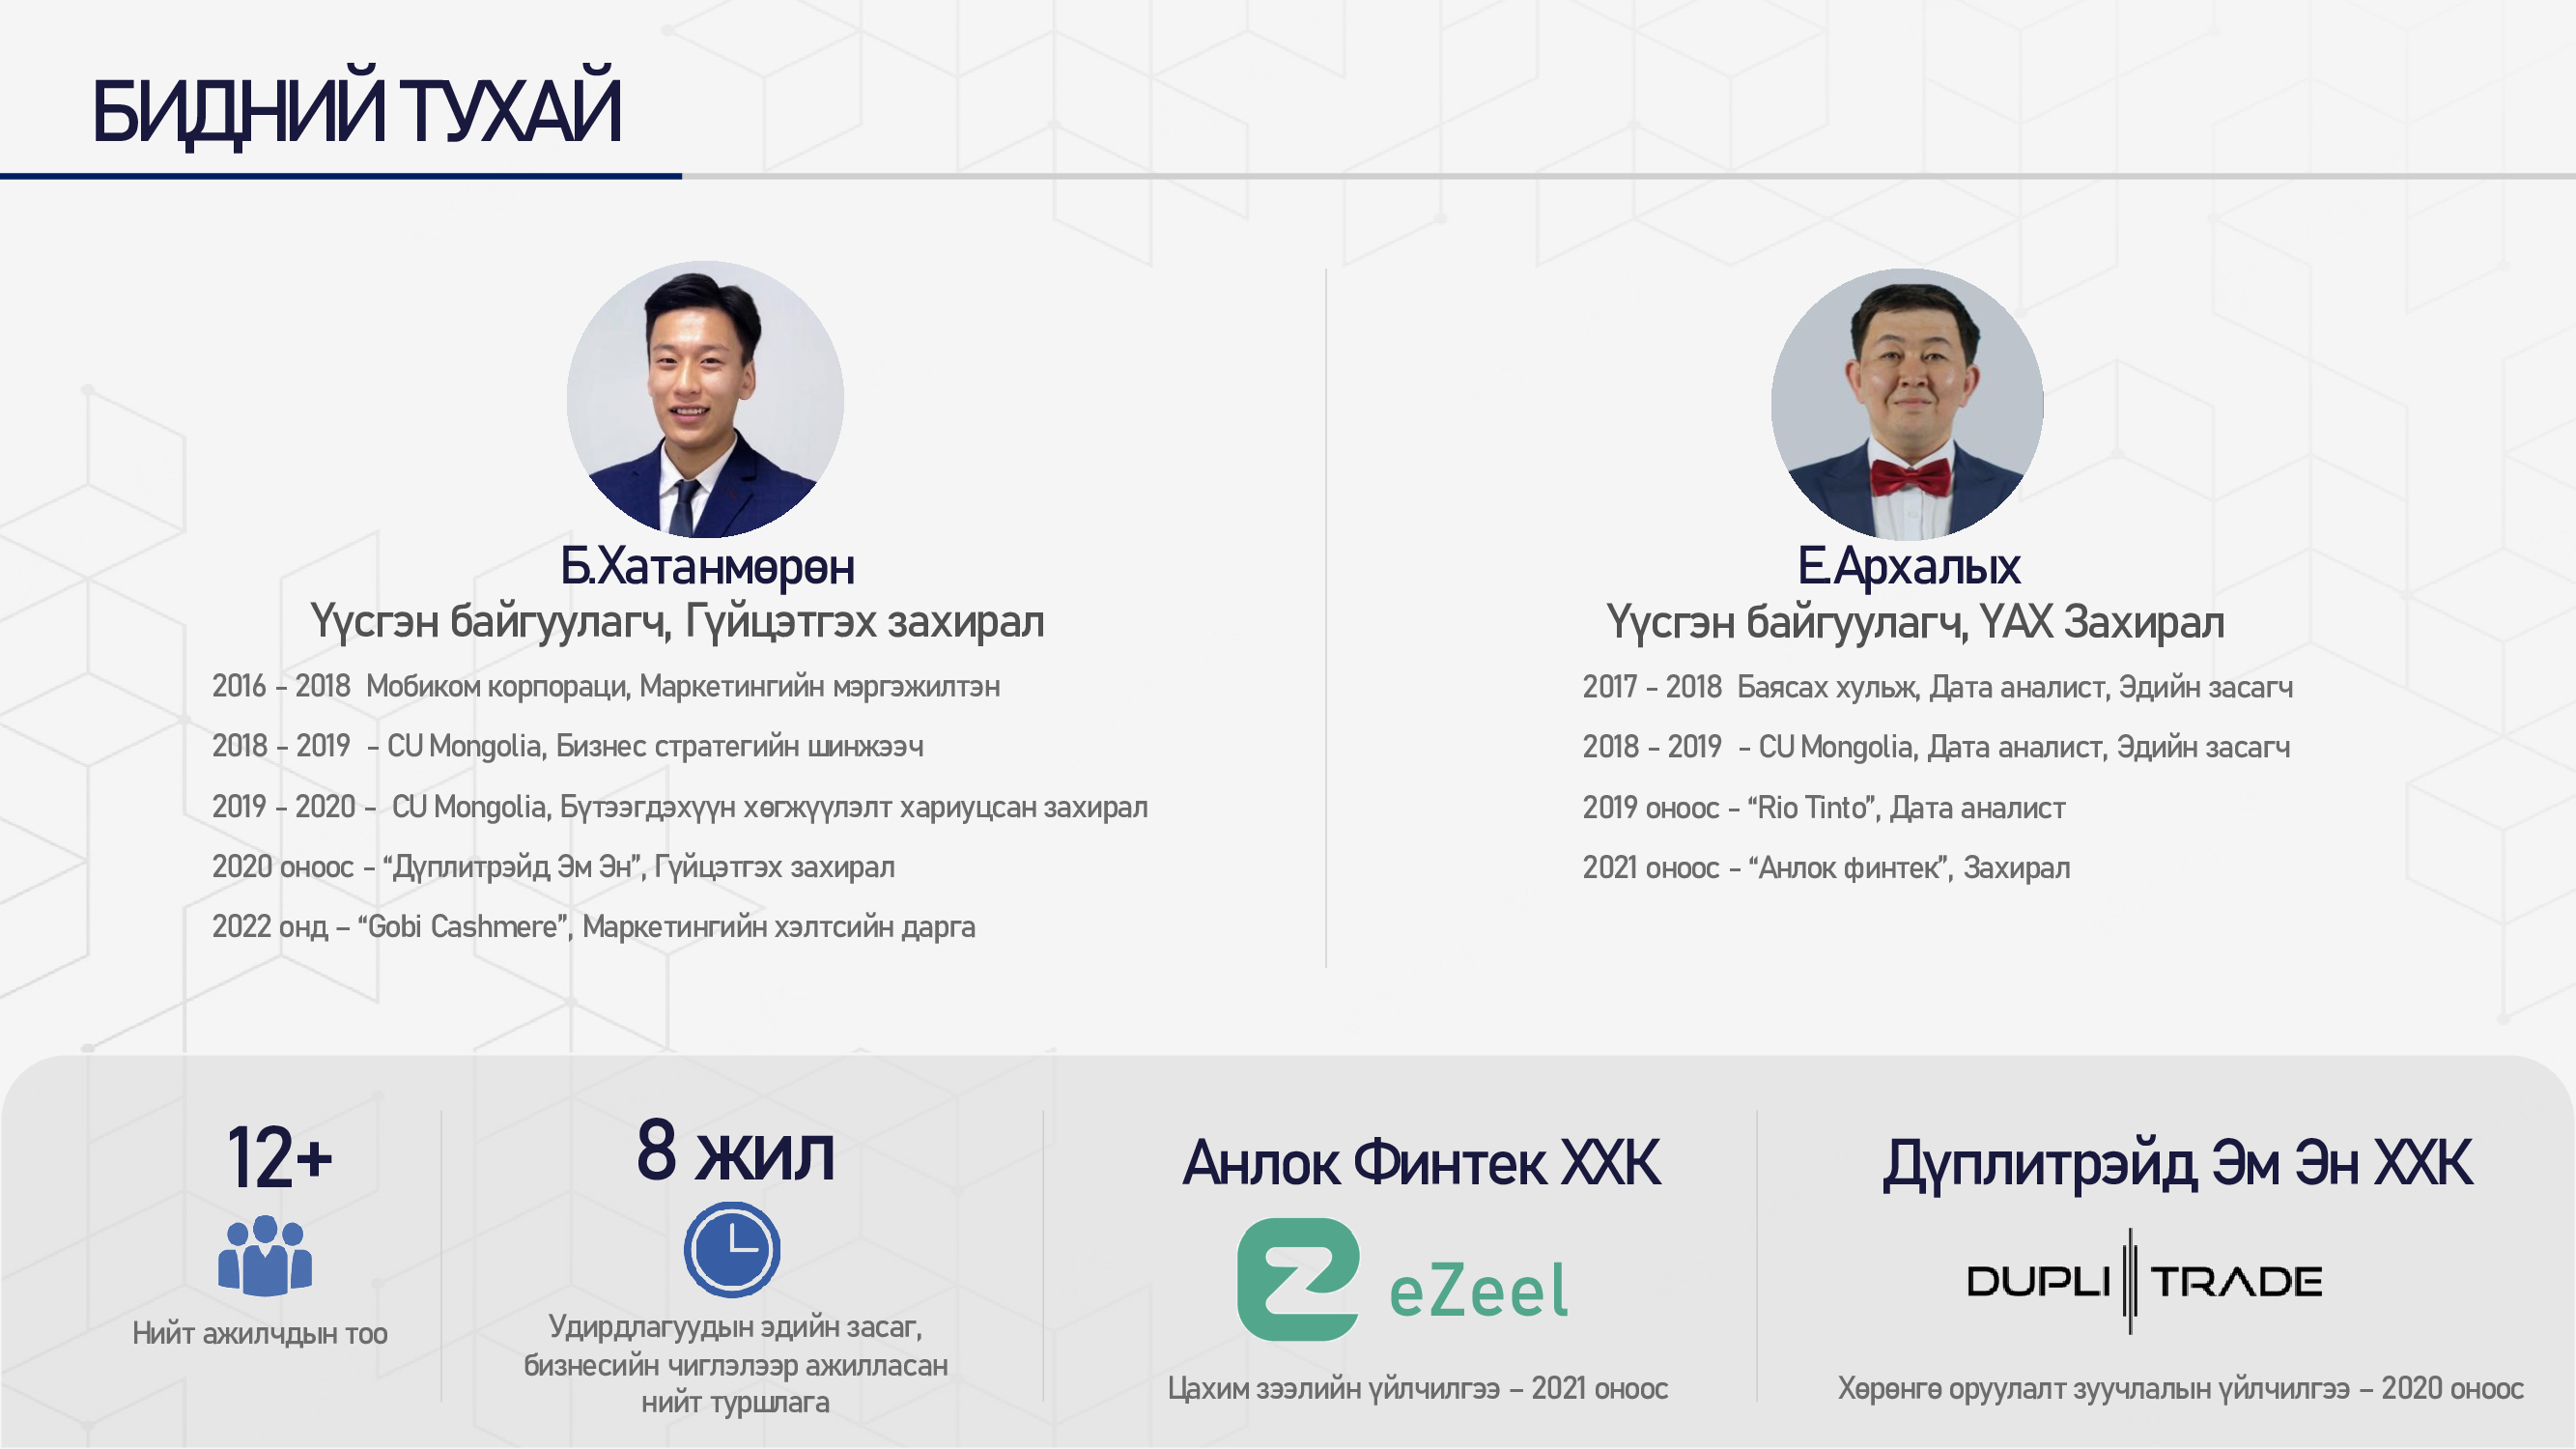 БИДНИЙ ТУХАЙ
Б.Хатанмөрөн
Үүсгэн байгуулагч, Гүйцэтгэх захирал
2016 - 2018 Мобиком корпораци, Маркетингийн мэргэжилтэн
2018 - 2019 - CU Mongolia, Бизнес стратегийн шинжээч
2019 - 2020 - CU Mongolia, Бүтээгдэхүүн хөгжүүлэлт хариуцсан захирал
2020 оноос - “Дүплитрэйд Эм Эн”, Гүйцэтгэх захирал
2022 онд – “Gobi Cashmere”, Маркетингийн хэлтсийн дарга
Е.Архалых
Үүсгэн байгуулагч, ҮАХ Захирал
2017 - 2018 Баясах хульж, Дата аналист, Эдийн засагч
2018 - 2019 - CU Mongolia, Дата аналист, Эдийн засагч
2019 оноос - “Rio Tinto”, Дата аналист
2021 оноос - “Анлок финтек”, Захирал
12+
Нийт ажилчдын тоо
8 жил
Удирдлагуудын эдийн засаг,
бизнесийн чиглэлээр ажилласан
нийт туршлага
Анлок Финтек ХХК
eZeel
Цахим зээлийн үйлчилгээ – 2021 оноос
Дүплитрэйд Эм Эн ХХК
DUPLI TRADE
Хөрөнгө оруулалт зуучлалын үйлчилгээ – 2020 оноос